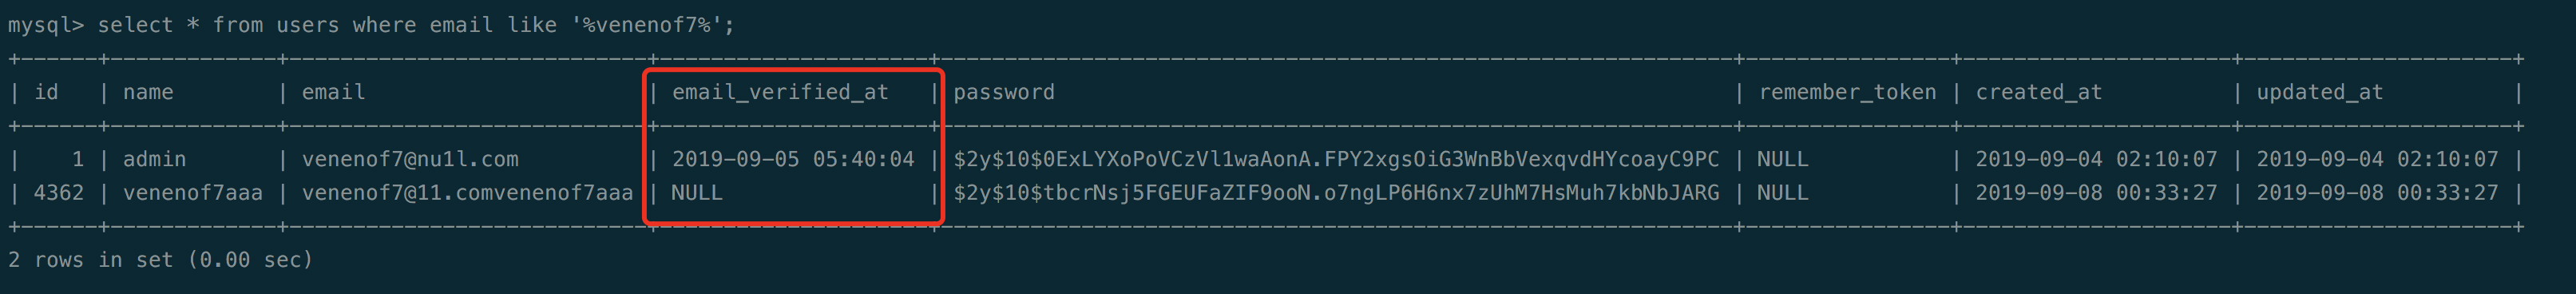 mysql> select * from users where email like '%venenof7%';
+------+-------------+---------------------------+---------------------+--------------------------------------------------------------+----------------+---------------------+---------------------+
| id   | name        | email                     | email_verified_at   | password                                                     | remember_token | created_at          | updated_at          |
+------+-------------+---------------------------+---------------------+--------------------------------------------------------------+----------------+---------------------+---------------------+
|    1 | admin       | venenof7@nu1l.com         | 2019-09-05 05:40:04 | $2y$10$0ExLYXoPoVCzVl1waAonA.FPY2xgsOiG3WnBbVexqvdHYcoayC9PC | NULL           | 2019-09-04 02:10:07 | 2019-09-04 02:10:07 |
| 4362 | venenof7aaa | venenof7@11.comvenenof7aaa | NULL                | $2y$10$tbcrNsj5FGEUFaZIF9ooN.o7ngLP6H6nx7zUhM7HsMuh7kbNbJARG | NULL           | 2019-09-08 00:33:27 | 2019-09-08 00:33:27 |
+------+-------------+---------------------------+---------------------+--------------------------------------------------------------+----------------+---------------------+---------------------+
2 rows in set (0.00 sec)